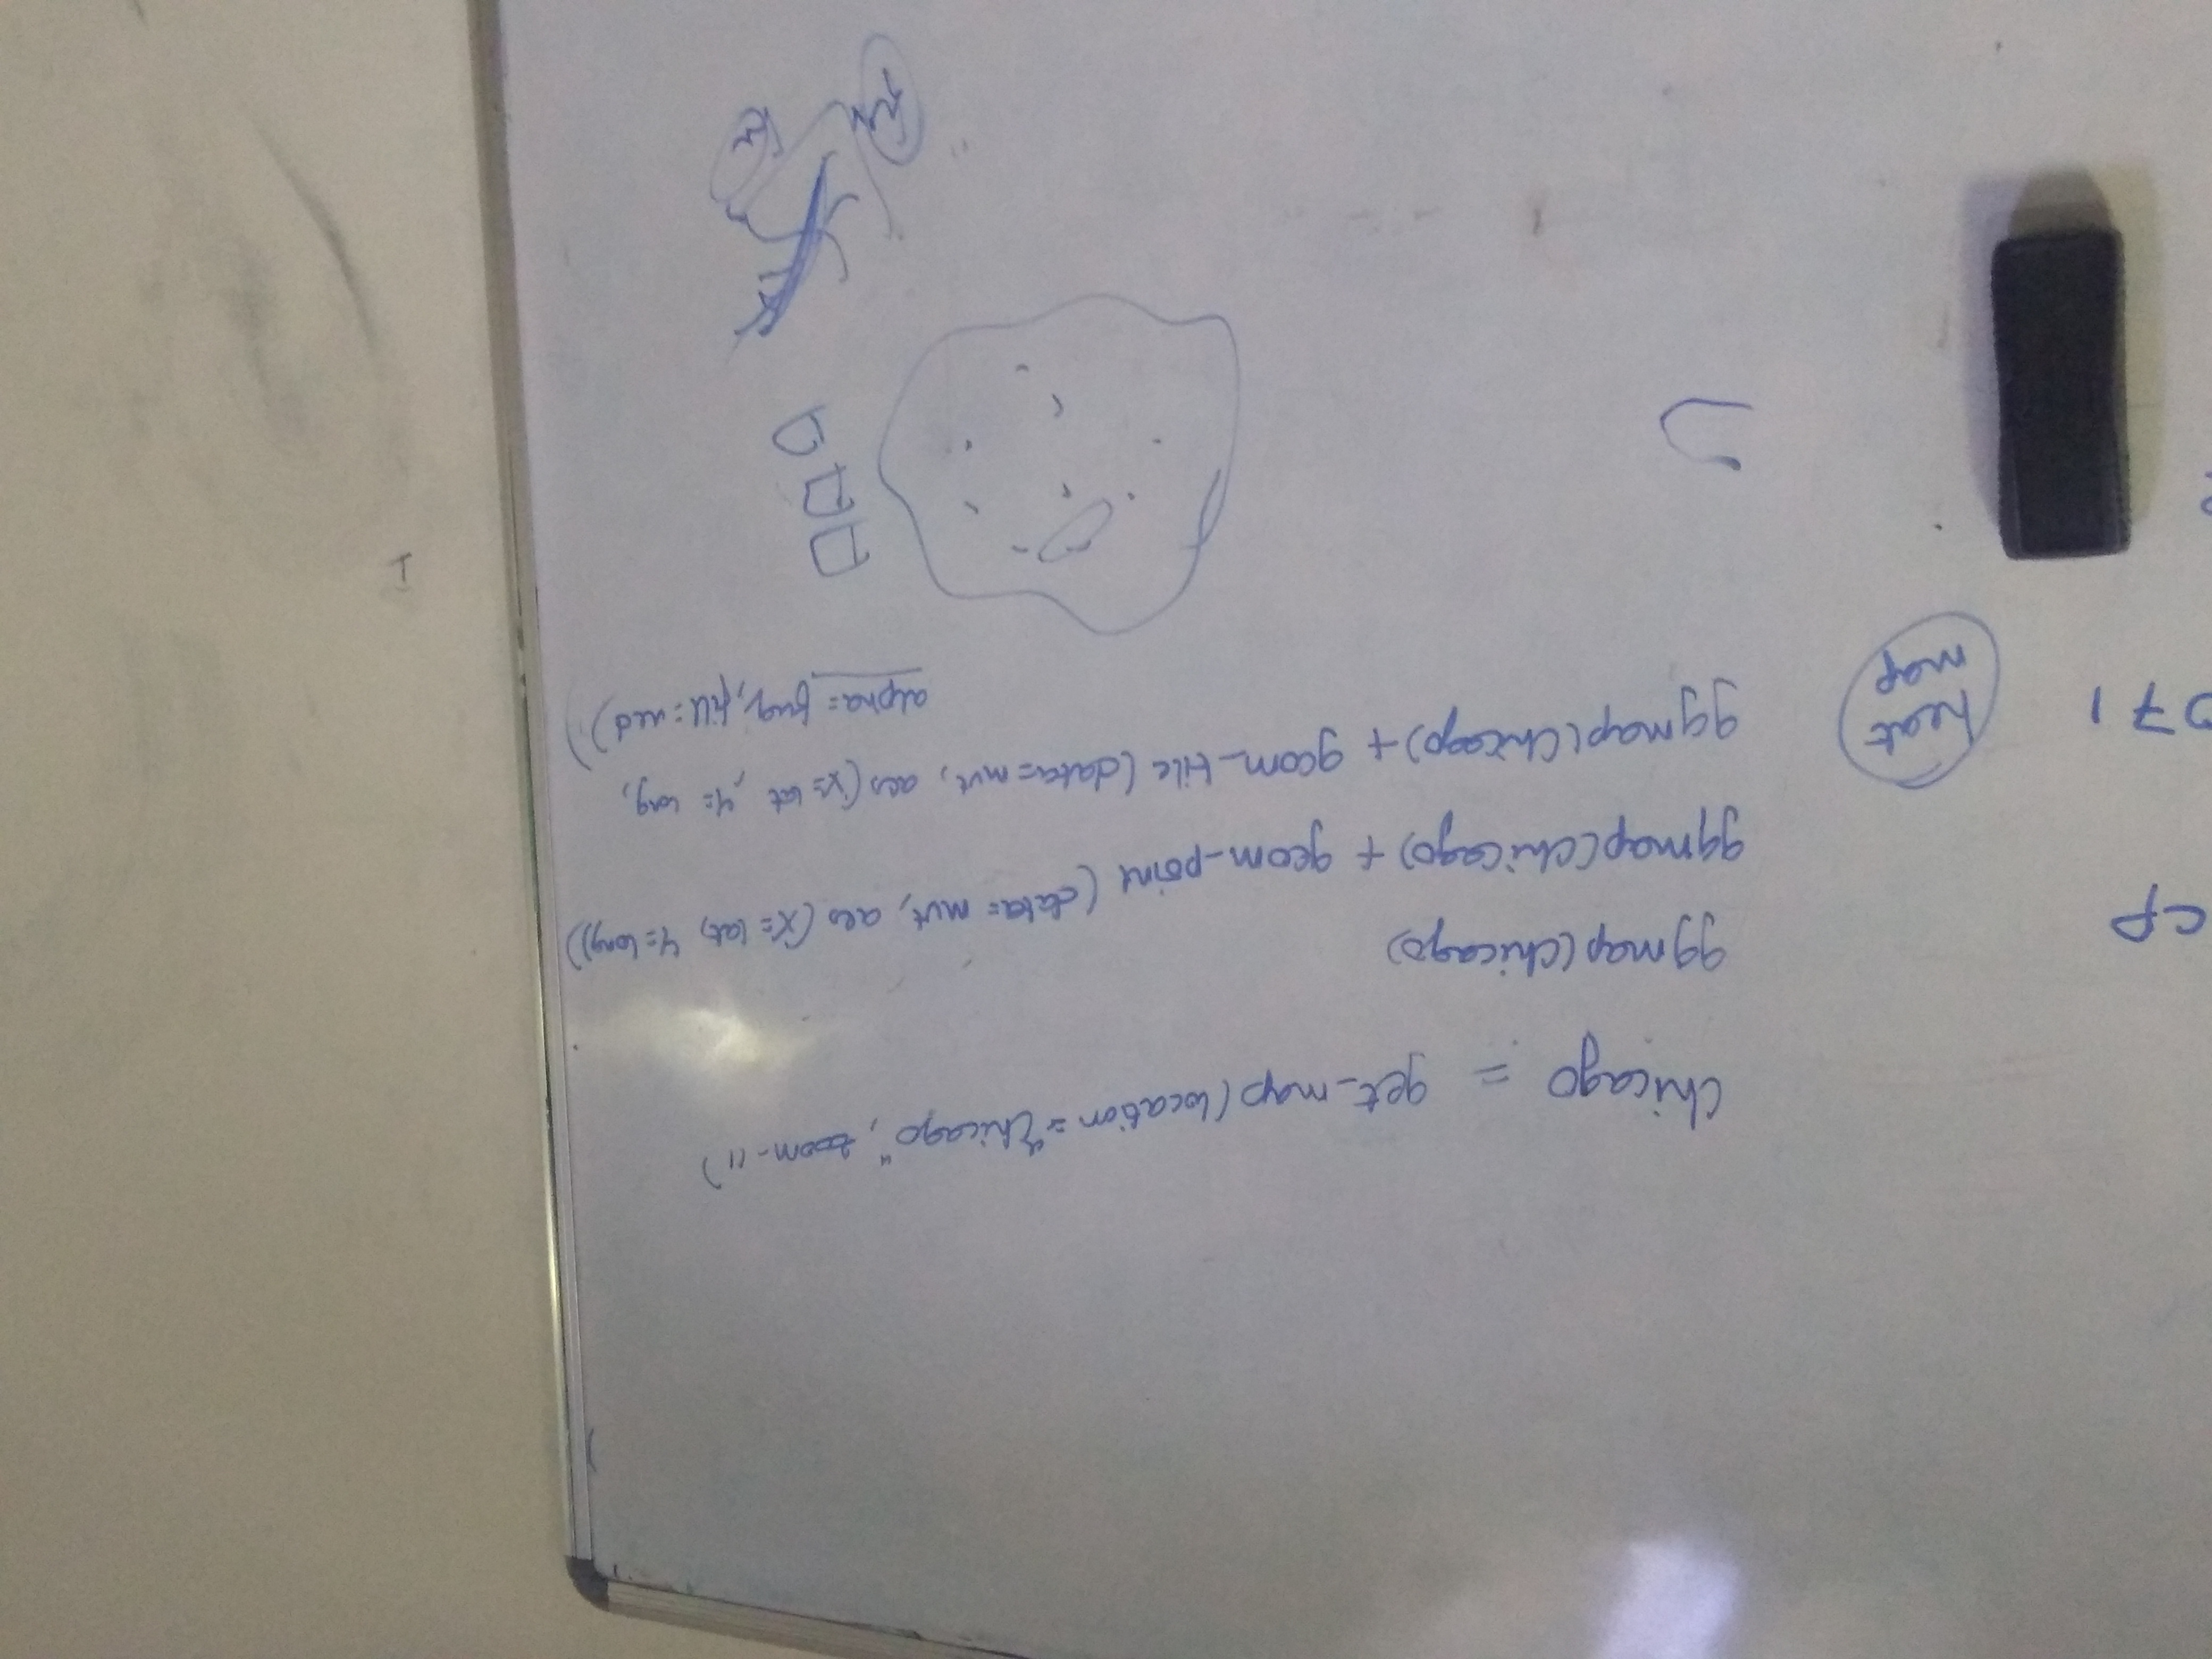 Chicago = get_map(location="Chicago", zoom-11)
ggmap(Chicago)
cp
ggmap(Chicago) + geom_point (data= mvt, aes (x= lat, y= long))
071
heat
map
ggmap(Chicago) + geom_tile (data=mvt, aes (x= lat, y= long,
alpha= freq, fill= red))